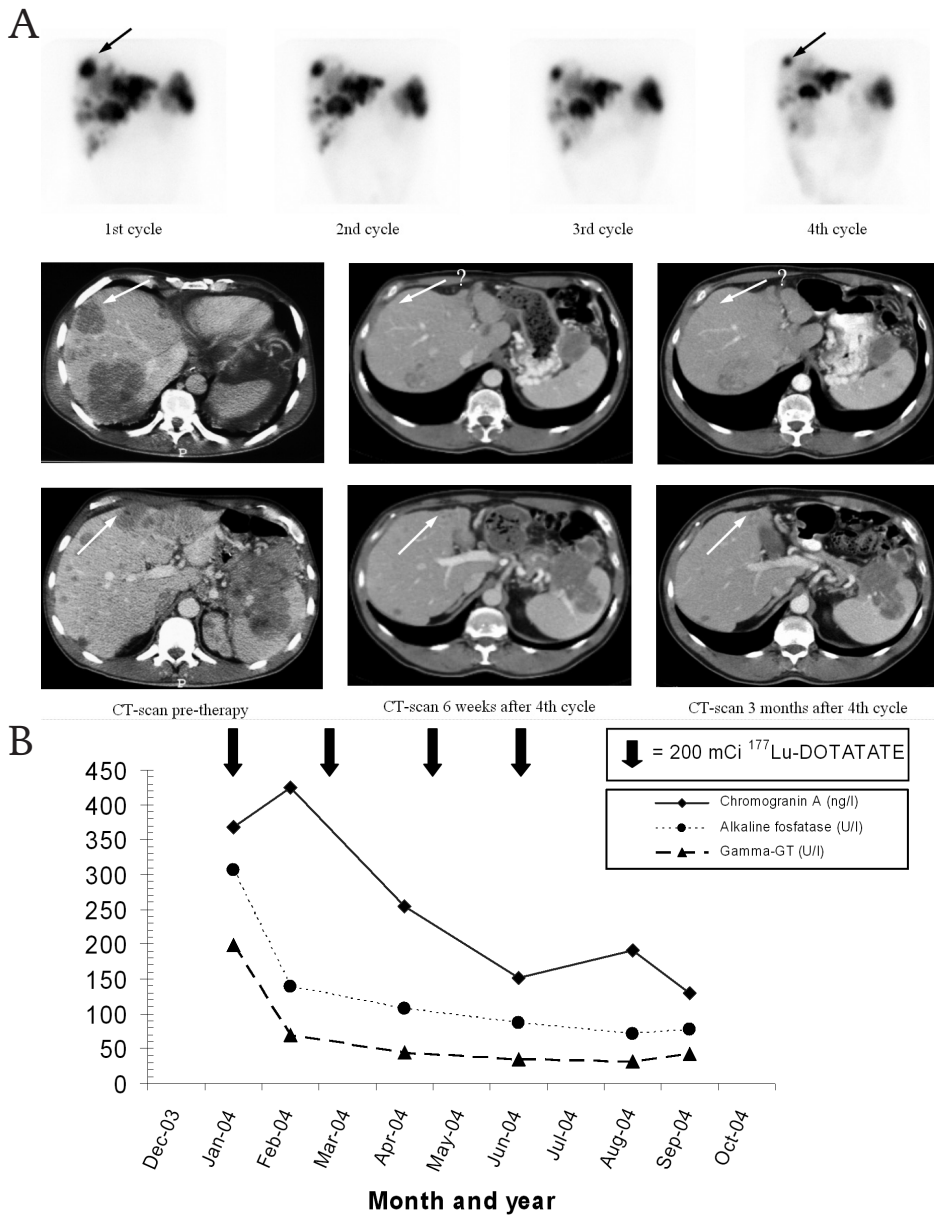 A
1st cycle
2nd cycle
3rd cycle
4th cycle
?
?
P
P
CT-scan pre-therapy
CT-scan 6 weeks after 4th cycle
CT-scan 3 months after 4th cycle
B
= 200 mCi ¹⁷⁷Lu-DOTATATE
Chromogranin A (ng/l)
Alkaline fosfatase (U/l)
Gamma-GT (U/l)
450
400
350
300
250
200
150
100
50
0
Dec-03
Jan-04
Feb-04
Mar-04
Apr-04
May-04
Jun-04
Jul-04
Aug-04
Sep-04
Oct-04
Month and year